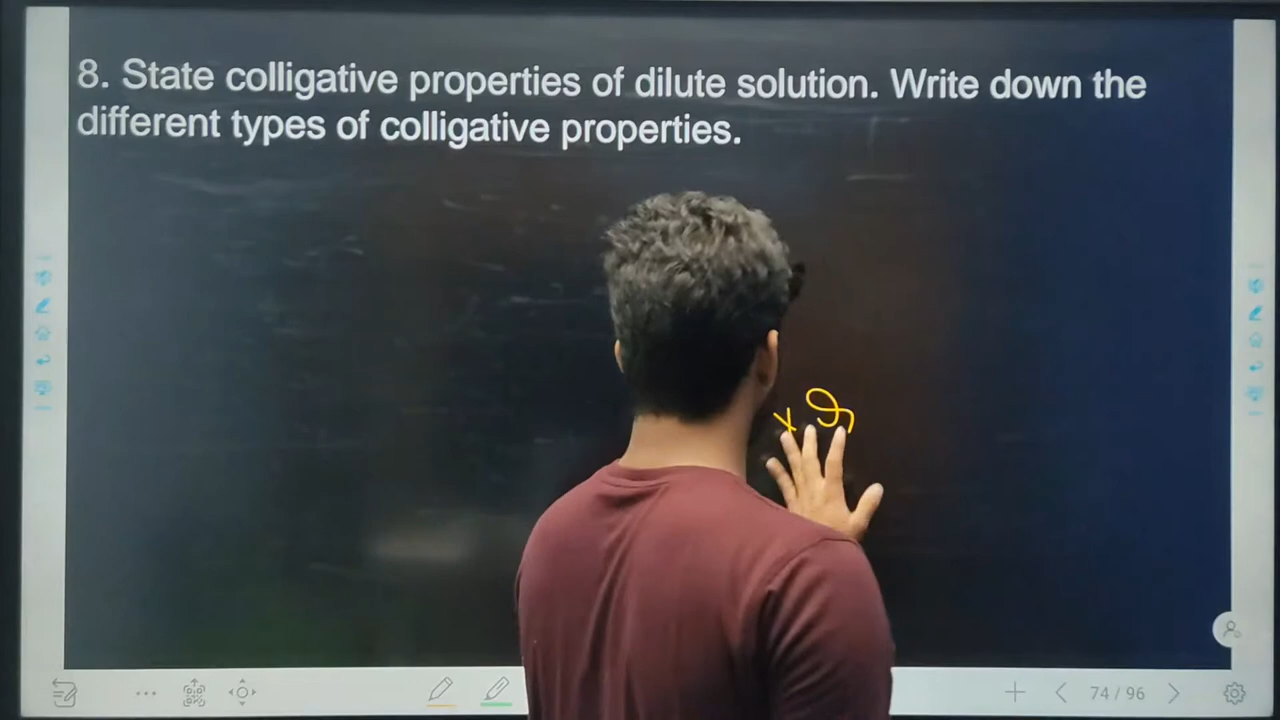 8. State colligative properties of dilute solution. Write down the
different types of colligative properties.
74 / 96